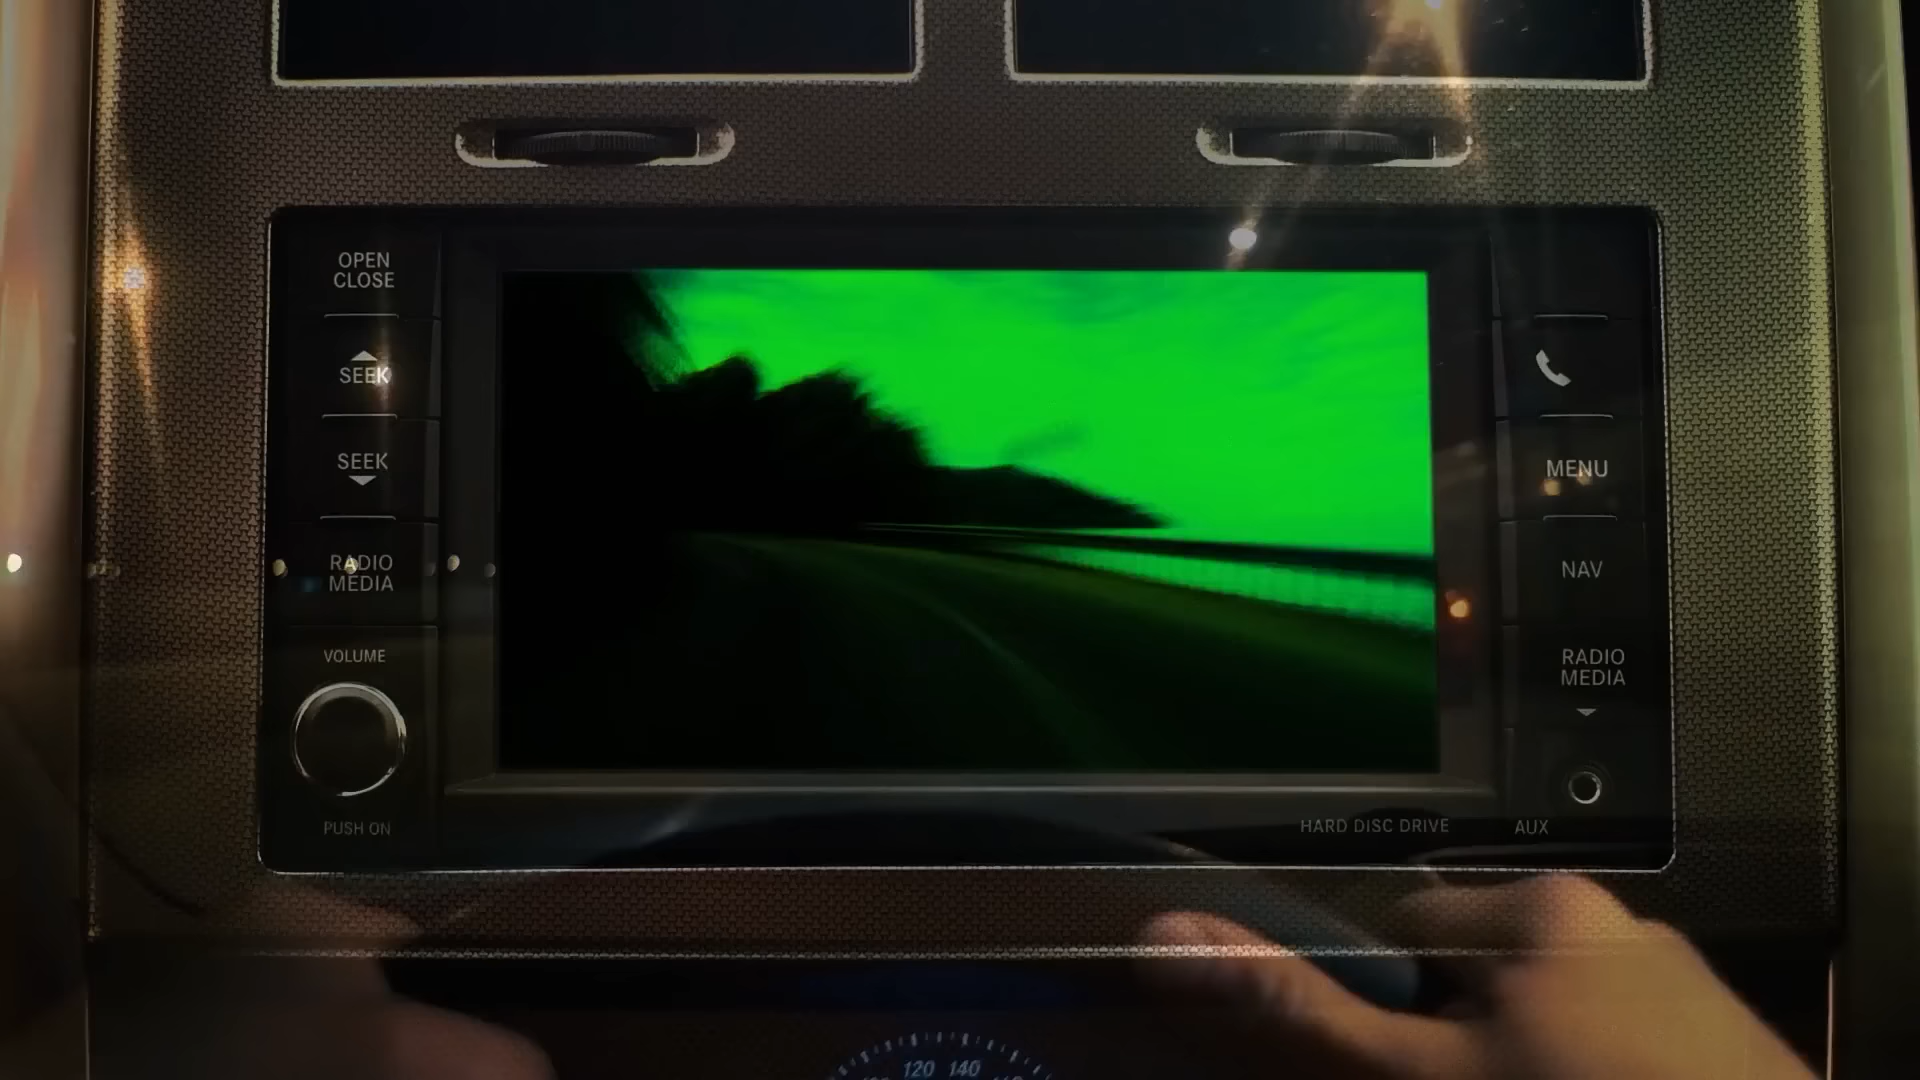 OPEN
CLOSE
SEEK
SEEK
RADIO
MEDIA
VOLUME
PUSH ON
MENU
NAV
RADIO
MEDIA
HARD DISC DRIVE
AUX
120 140